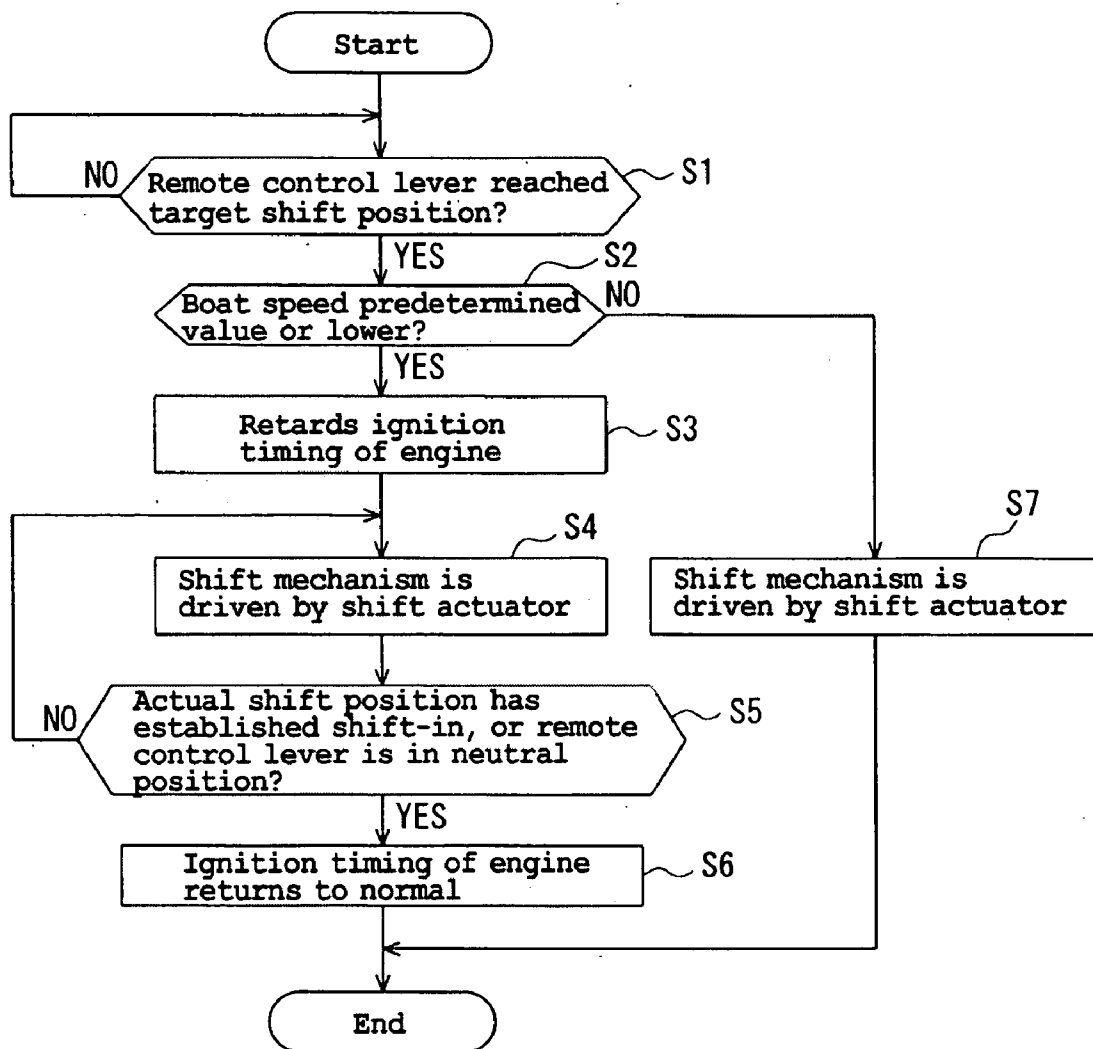 Start
NO
Remote control lever reached
target shift position?
S1
YES
S2
Boat speed predetermined
value or lower?
NO
YES
Retards ignition
timing of engine
S3
S4
Shift mechanism is
driven by shift actuator
S7
Shift mechanism is
driven by shift actuator
NO
Actual shift position has
established shift-in, or remote
control lever is in neutral
position?
S5
YES
Ignition timing of engine
returns to normal
S6
End